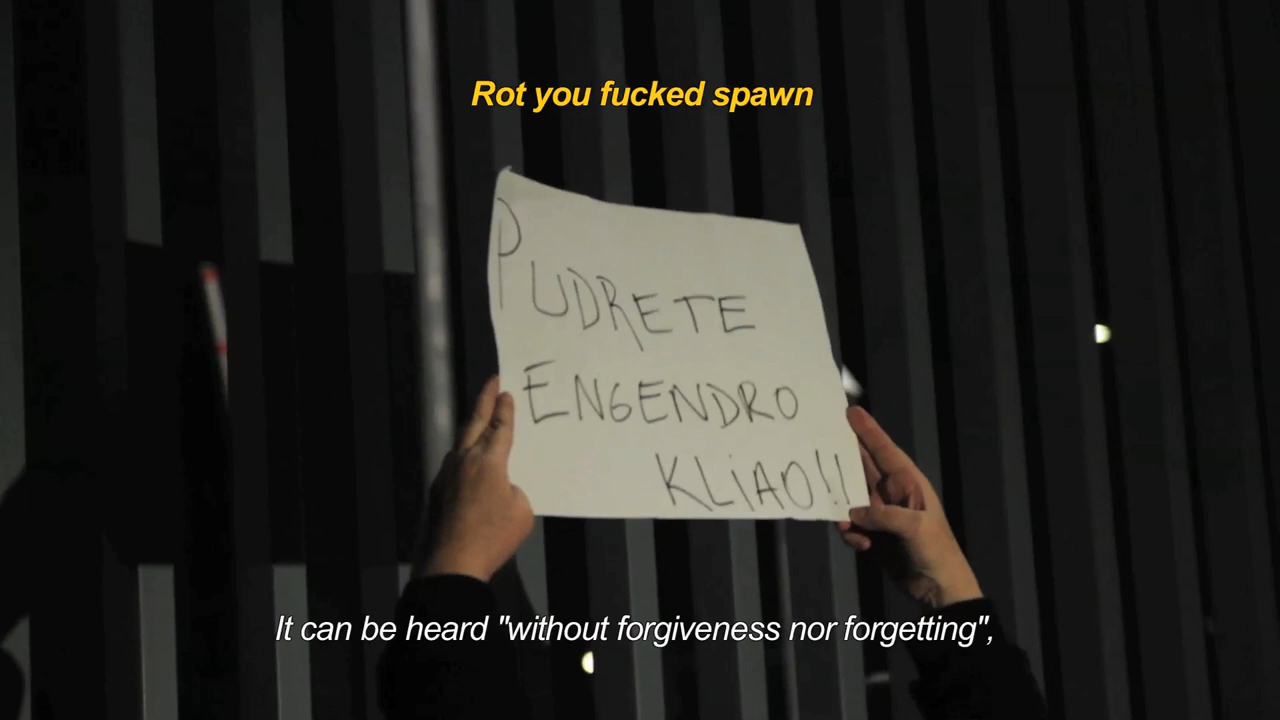 Rot you fucked spawn
PUDRETE
ENGENDRO
KLiAO!!
It can be heard "without forgiveness nor forgetting",